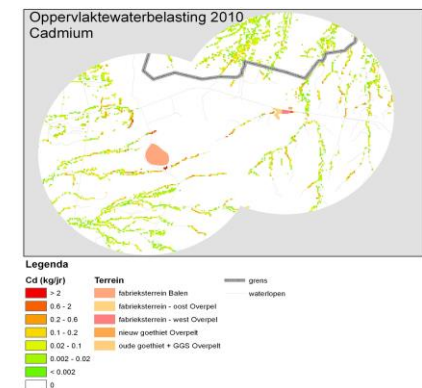 Oppervlaktewaterbelasting 2010
Cadmium
Legenda
Cd (kg/jr)
> 2
0.6 - 2
0.2 - 0.6
0.1 - 0.2
0.02 - 0.1
0.002 - 0.02
< 0.002
0
Terrein
fabrieksterrein Balen
fabrieksterrein - oost Overpel
fabrieksterrein - west Overpel
nieuw goethiet Overpelt
oude goethiet + GGS Overpelt
grens
waterlopen